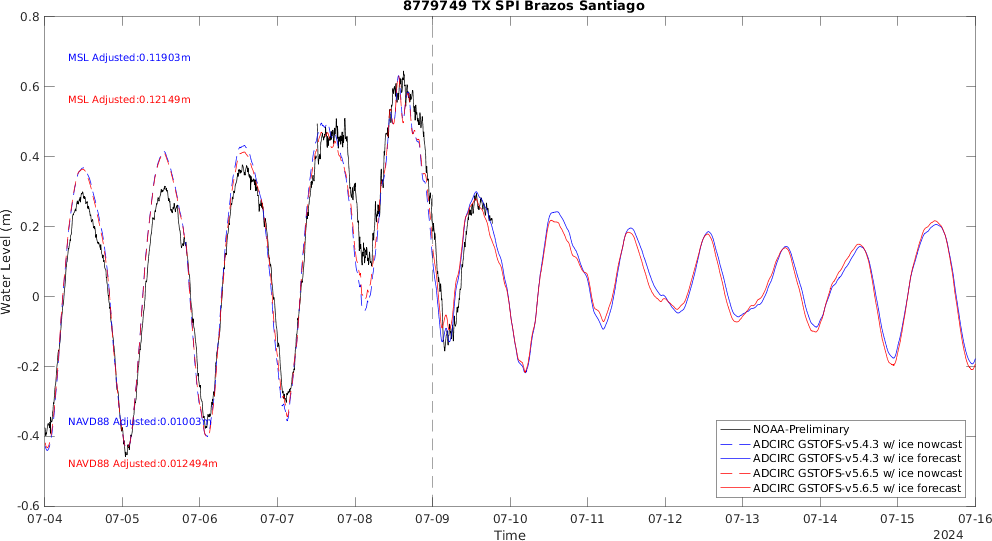 8779749 TX SPI Brazos Santiago
0.8
0.6
0.4
0.2
0
-0.2
-0.4
-0.6
Water Level (m)
MSL Adjusted:0.11903m
MSL Adjusted:0.12149m
NAVD88 Adjusted:0.01003m
NAVD88 Adjusted:0.012494m
NOAA-Preliminary
ADCIRC GSTOFS-v5.4.3 w/ ice nowcast
ADCIRC GSTOFS-v5.4.3 w/ ice forecast
ADCIRC GSTOFS-v5.6.5 w/ ice nowcast
ADCIRC GSTOFS-v5.6.5 w/ ice forecast
07-04 07-05 07-06 07-07 07-08 07-09 07-10 07-11 07-12 07-13 07-14 07-15 07-16
Time
2024